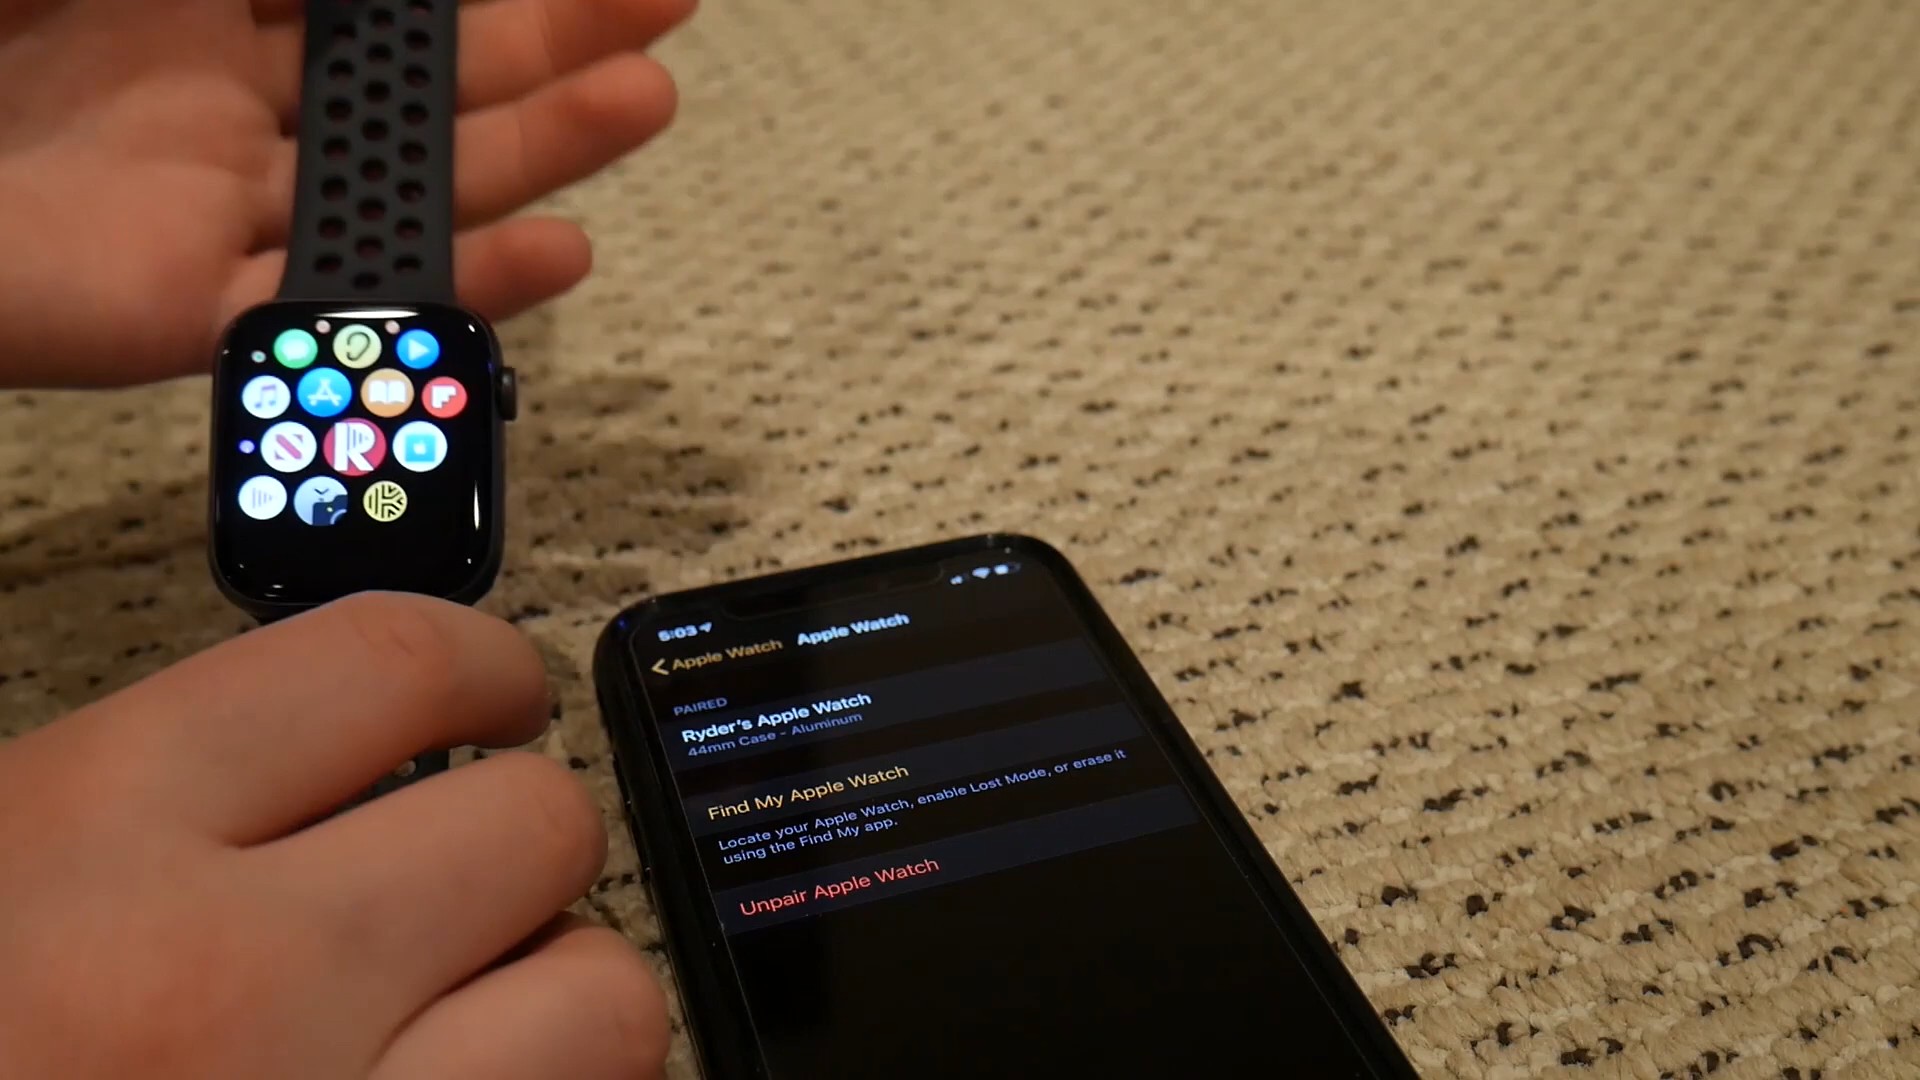 5:03
Apple Watch Apple Watch
PAIRED
Ryder's Apple Watch
44mm Case - Aluminum
Find My Apple Watch
Locate your Apple Watch, enable Lost Mode, or erase it
using the Find My app.
Unpair Apple Watch
R